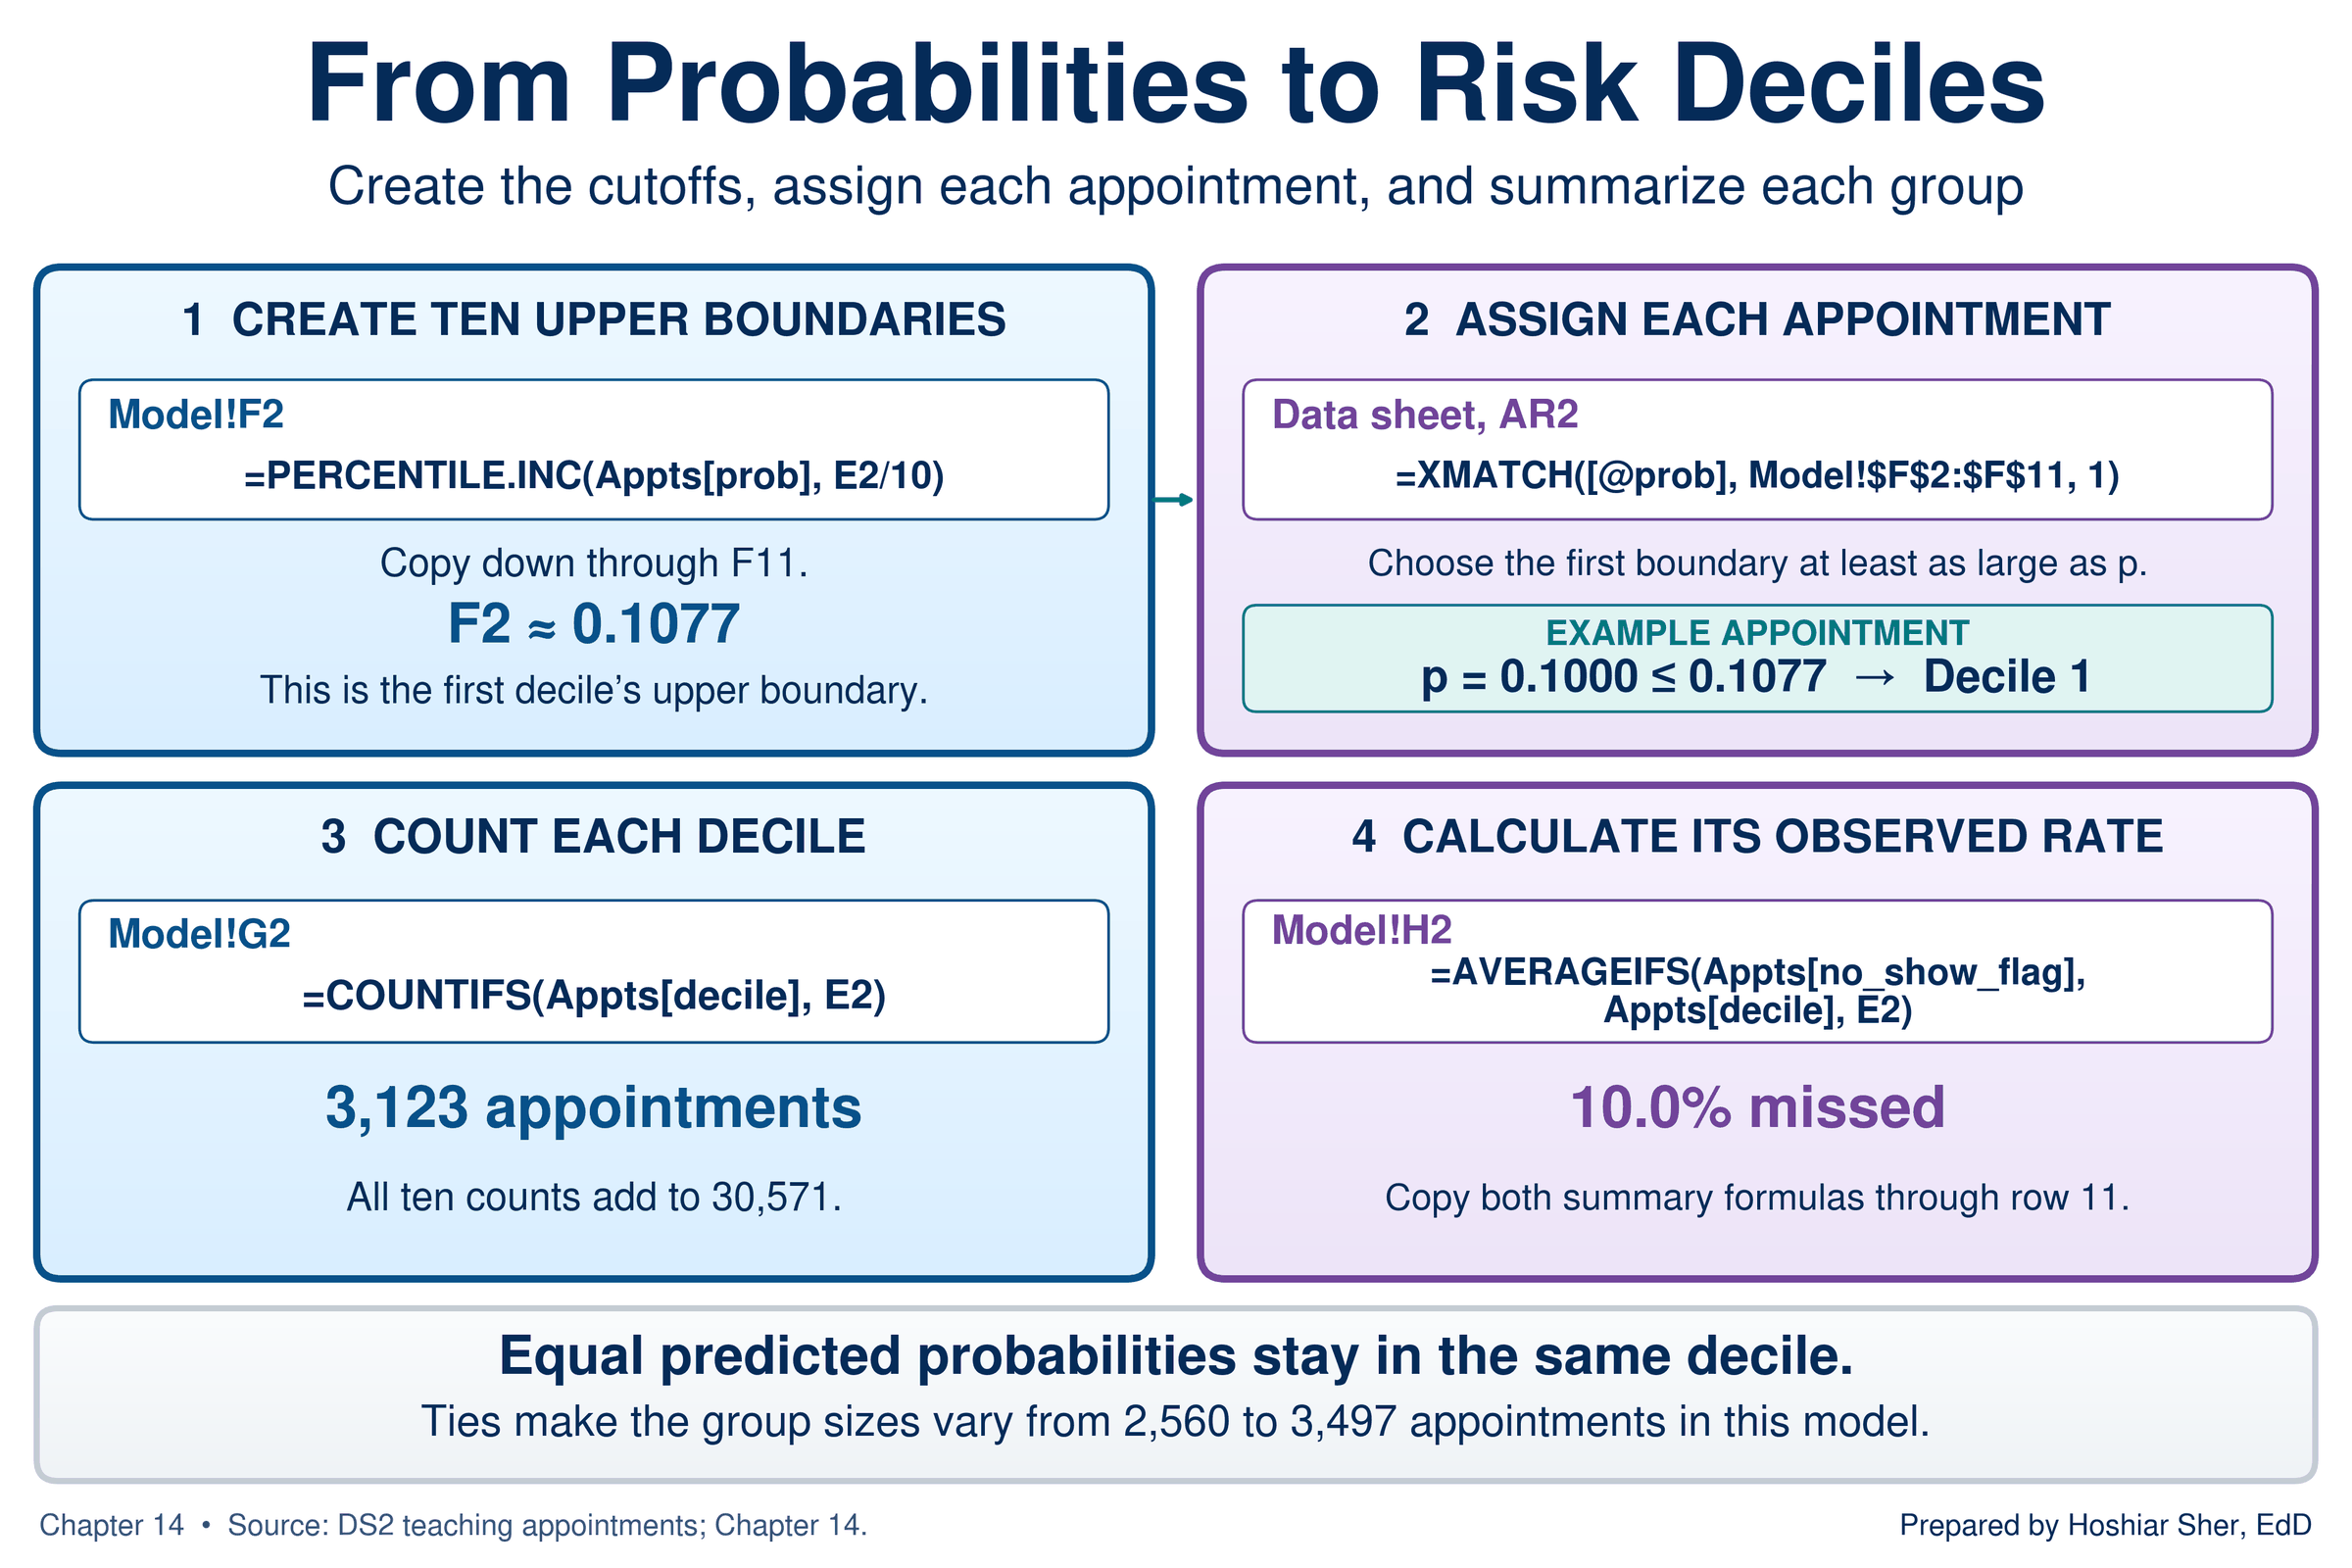 From Probabilities to Risk Deciles
Create the cutoffs, assign each appointment, and summarize each group
1 CREATE TEN UPPER BOUNDARIES
Model!F2
=PERCENTILE.INC(Appts[prob], E2/10)
Copy down through F11.
F2 ≈ 0.1077
This is the first decile’s upper boundary.
2 ASSIGN EACH APPOINTMENT
Data sheet, AR2
=XMATCH([@prob], Model!$F$2:$F$11, 1)
Choose the first boundary at least as large as p.
EXAMPLE APPOINTMENT
p = 0.1000 ≤ 0.1077 → Decile 1
3 COUNT EACH DECILE
Model!G2
=COUNTIFS(Appts[decile], E2)
3,123 appointments
All ten counts add to 30,571.
4 CALCULATE ITS OBSERVED RATE
Model!H2
=AVERAGEIFS(Appts[no_show_flag],
Appts[decile], E2)
10.0% missed
Copy both summary formulas through row 11.
Equal predicted probabilities stay in the same decile.
Ties make the group sizes vary from 2,560 to 3,497 appointments in this model.
Chapter 14 • Source: DS2 teaching appointments; Chapter 14.
Prepared by Hoshiar Sher, EdD